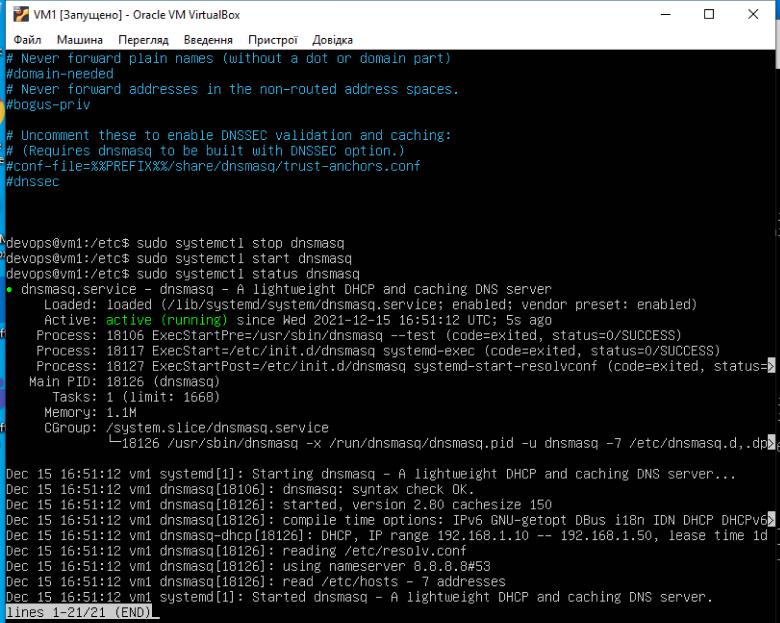 VM1 [Запущено] - Oracle VM VirtualBox
Файл Машина Перегляд Введення Пристрої Довідка
# Never forward plain names (without a dot or domain part)
#domain-needed
# Never forward addresses in the non-routed address spaces.
#bogus-priv
# Uncomment these to enable DNSSEC validation and caching:
# (Requires dnsmasq to be built with DNSSEC option.)
#conf-file=%%PREFIX%%/share/dnsmasq/trust-anchors.conf
#dnssec
devops@vm1:/etc$ sudo systemctl stop dnsmasq
devops@vm1:/etc$ sudo systemctl start dnsmasq
devops@vm1:/etc$ sudo systemctl status dnsmasq
● dnsmasq.service - dnsmasq - A lightweight DHCP and caching DNS server
Loaded: loaded (/lib/systemd/system/dnsmasq.service; enabled; vendor preset: enabled)
Active: active (running) since Wed 2021-12-15 16:51:12 UTC; 5s ago
Process: 18106 ExecStartPre=/usr/sbin/dnsmasq --test (code=exited, status=0/SUCCESS)
Process: 18117 ExecStart=/etc/init.d/dnsmasq systemd-exec (code=exited, status=0/SUCCESS)
Process: 18127 ExecStartPost=/etc/init.d/dnsmasq systemd-start-resolvconf (code=exited, status=>
Main PID: 18126 (dnsmasq)
Tasks: 1 (limit: 1668)
Memory: 1.1M
CGroup: /system.slice/dnsmasq.service
└─18126 /usr/sbin/dnsmasq -x /run/dnsmasq/dnsmasq.pid -u dnsmasq -7 /etc/dnsmasq.d,.dp>
Dec 15 16:51:12 vm1 systemd[1]: Starting dnsmasq - A lightweight DHCP and caching DNS server...
Dec 15 16:51:12 vm1 dnsmasq[18106]: dnsmasq: syntax check OK.
Dec 15 16:51:12 vm1 dnsmasq[18126]: started, version 2.80 cachesize 150
Dec 15 16:51:12 vm1 dnsmasq[18126]: compile time options: IPv6 GNU-getopt DBus i18n IDN DHCP DHCPv6>
Dec 15 16:51:12 vm1 dnsmasq-dhcp[18126]: DHCP, IP range 192.168.1.10 -- 192.168.1.50, lease time 1d
Dec 15 16:51:12 vm1 dnsmasq[18126]: reading /etc/resolv.conf
Dec 15 16:51:12 vm1 dnsmasq[18126]: using nameserver 8.8.8.8#53
Dec 15 16:51:12 vm1 dnsmasq[18126]: read /etc/hosts - 7 addresses
Dec 15 16:51:12 vm1 systemd[1]: Started dnsmasq - A lightweight DHCP and caching DNS server.
lines 1-21/21 (END)